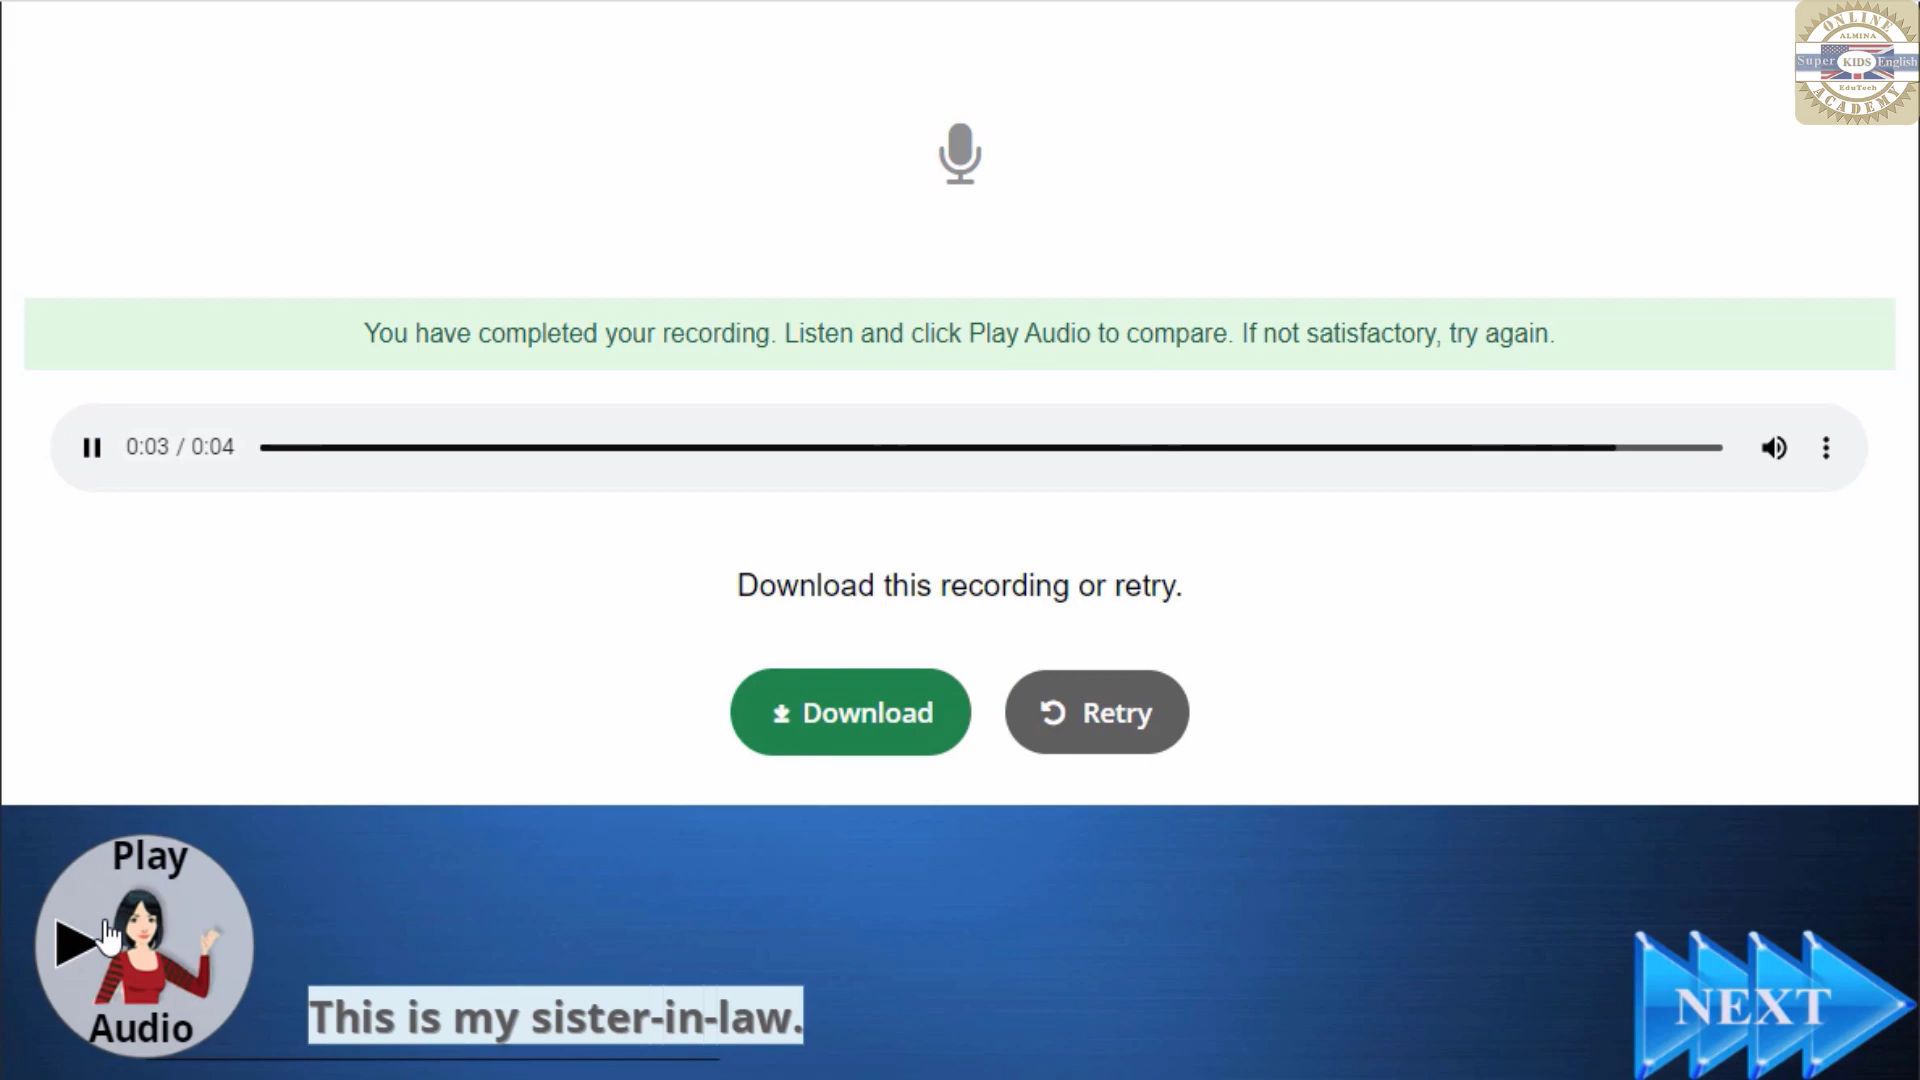 ONLINE
ALMINA
Super KIDS English
EduTech
ACADEMY
You have completed your recording. Listen and click Play Audio to compare. If not satisfactory, try again.
0:03 / 0:04
Download this recording or retry.
Download
Retry
Play
Audio
This is my sister-in-law.
NEXT